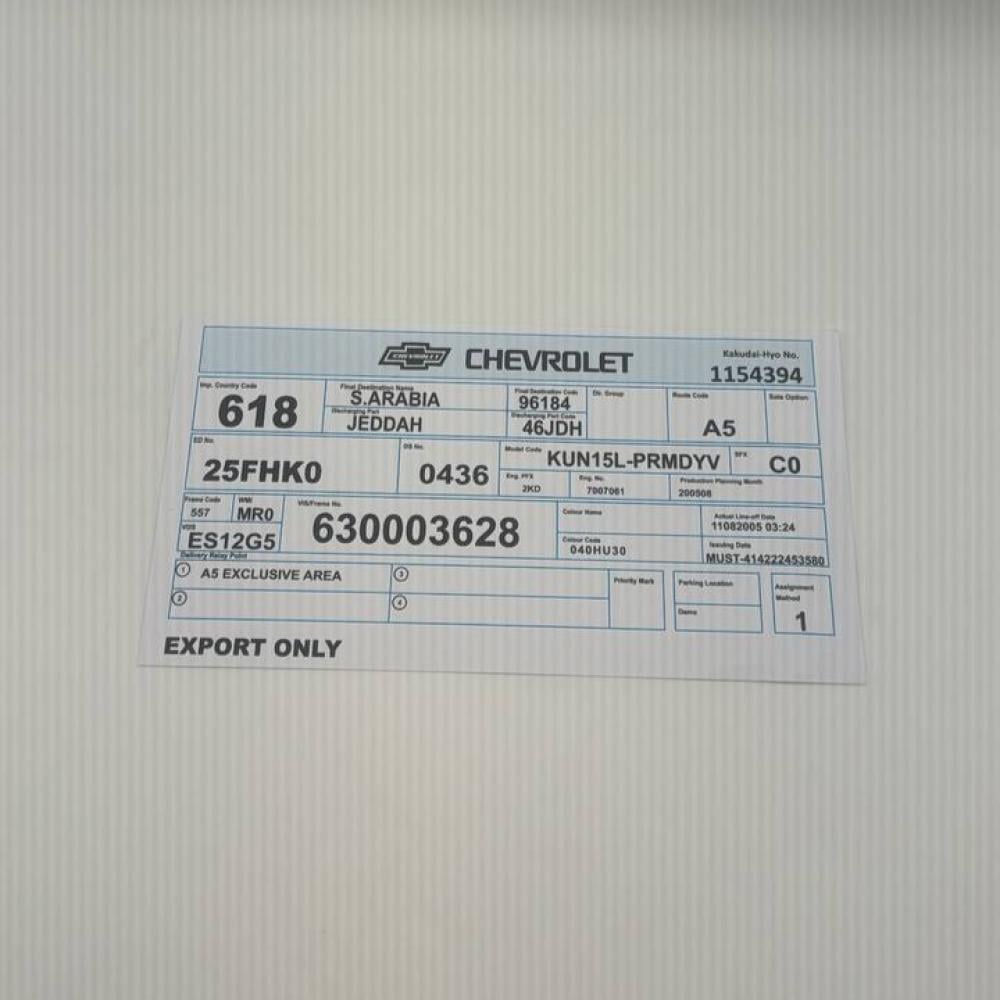 CHEVROLET CHEVROLET
Kakudai-Hyo No.
1154394
Imp. Country Code
618
Final Destination Name
S.ARABIA
Discharging Port
JEDDAH
Final Destination Code
96184
Discharging Port Code
46JDH
Dir. Group
Route Code
A5
Sale Option
ED No.
25FHK0
DS No.
0436
Model Code
KUN15L-PRMDYV
SFX
C0
Eng. PFX
2KD
Eng. No.
7007061
Production Planning Month
200508
Frame Code
557
WMI
MR0
VDS
ES12G5
VIS/Frame No.
630003628
Colour Name
Colour Code
040HU30
Actual Line-off Date
11082005 03:24
Issuing Date
MUST-414222453580
Delivery Relay Point
1 A5 EXCLUSIVE AREA
3
2
4
Priority Mark
Parking Location
Assignment
Method
1
EXPORT ONLY